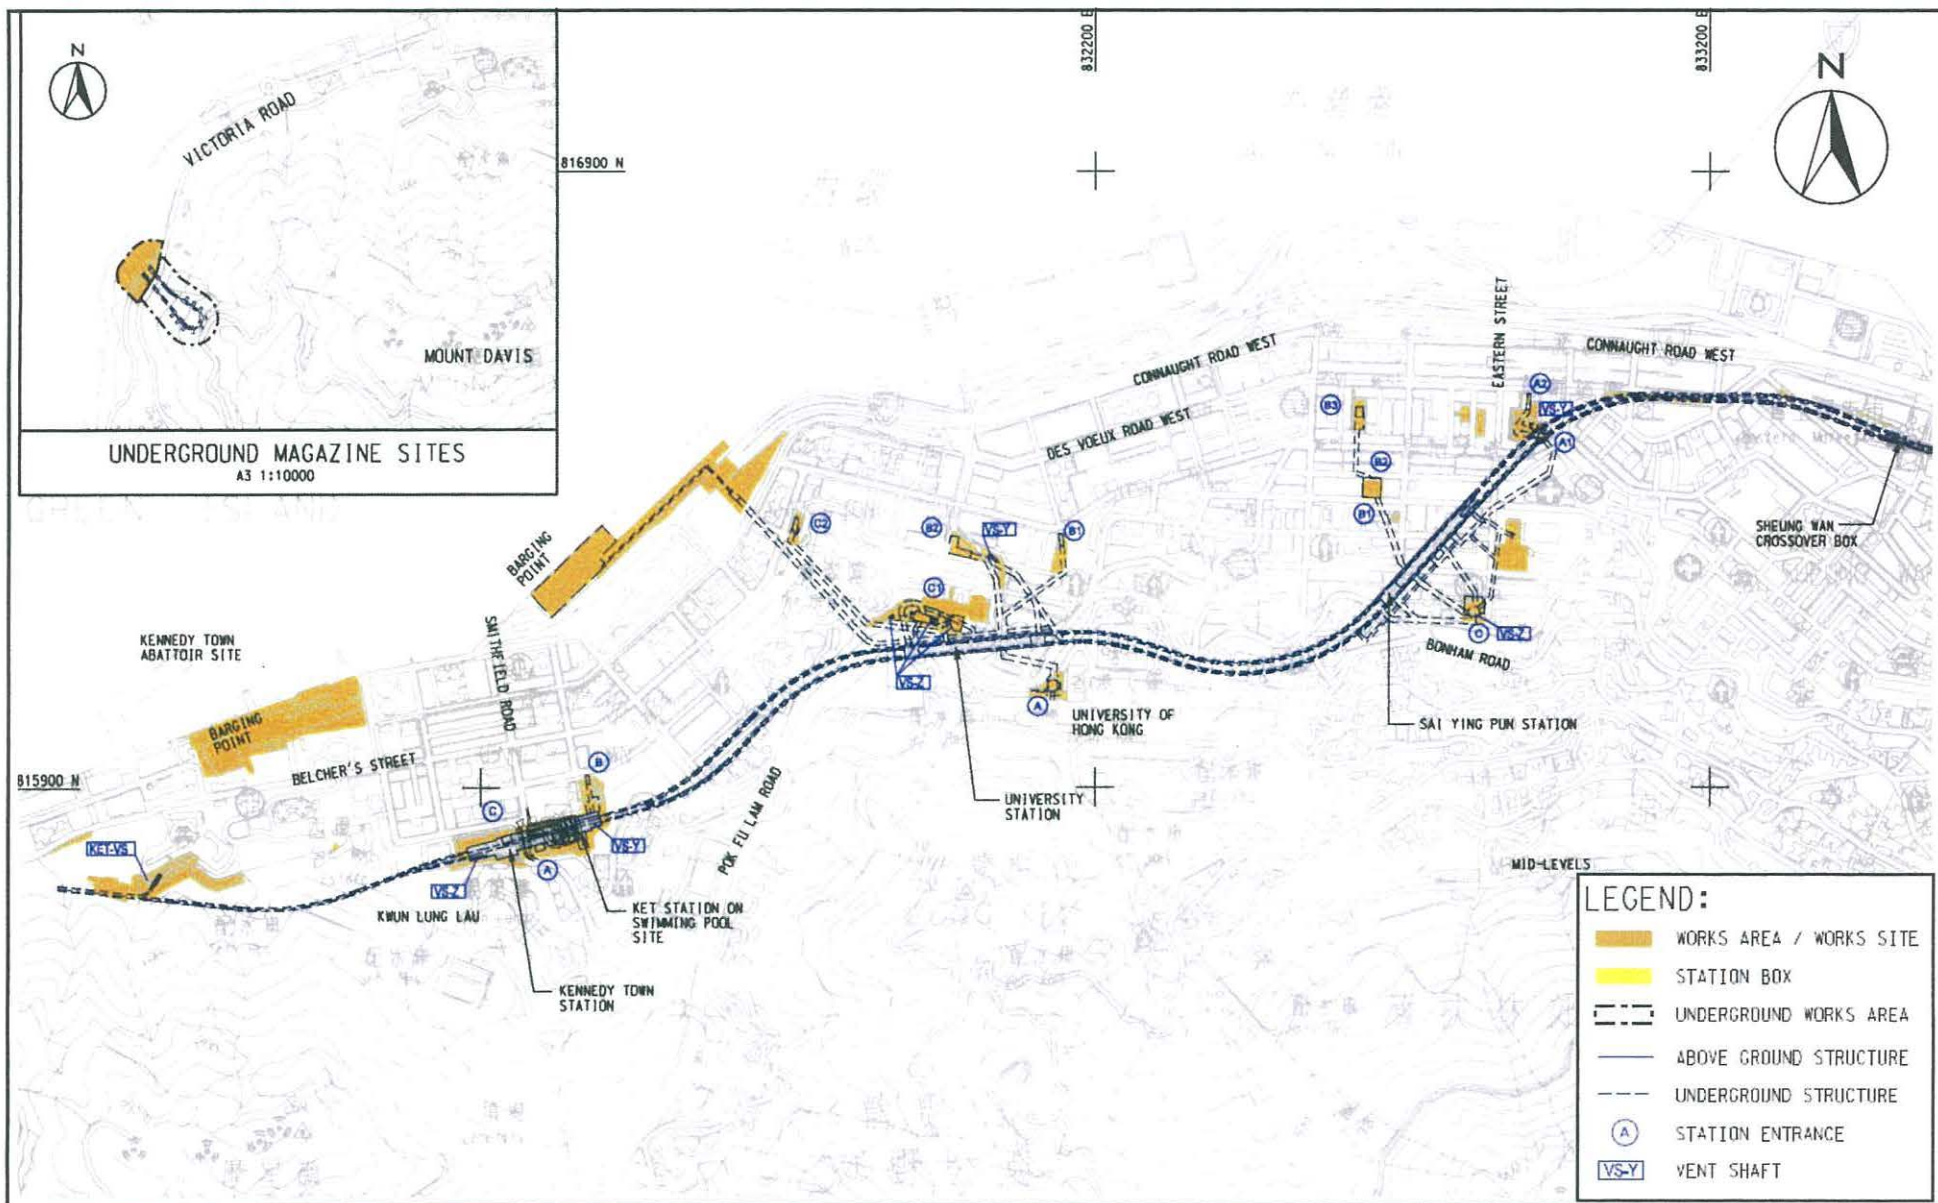 N
VICTORIA ROAD
MOUNT DAVIS
UNDERGROUND MAGAZINE SITES
A3 1:10000
832200 E
833200 E
N
816900 N
EASTERN STREET
CONNAUGHT ROAD WEST
CONNAUGHT ROAD WEST
DES VOEUX ROAD WEST
A2
B3
VS-Y
A1
B2
B1
SHEUNG WAN
CROSSOVER BOX
C2
B2
VS-Y
B1
BARGING
POINT
C1
VS-Z
BONHAM ROAD
KENNEDY TOWN
ABATTOIR SITE
SMITHFIELD ROAD
VS-Z
A
UNIVERSITY OF
HONG KONG
SAI YING PUN STATION
BARGING
POINT
BELCHER'S STREET
815900 N
B
C
POK FU LAM ROAD
UNIVERSITY
STATION
KET-VS
VS-Y
A
VS-Z
KWUN LUNG LAU
KET STATION ON
SWIMMING POOL
SITE
KENNEDY TOWN
STATION
MID-LEVELS
LEGEND:
WORKS AREA / WORKS SITE
STATION BOX
UNDERGROUND WORKS AREA
ABOVE GROUND STRUCTURE
UNDERGROUND STRUCTURE
A STATION ENTRANCE
VS-Y VENT SHAFT